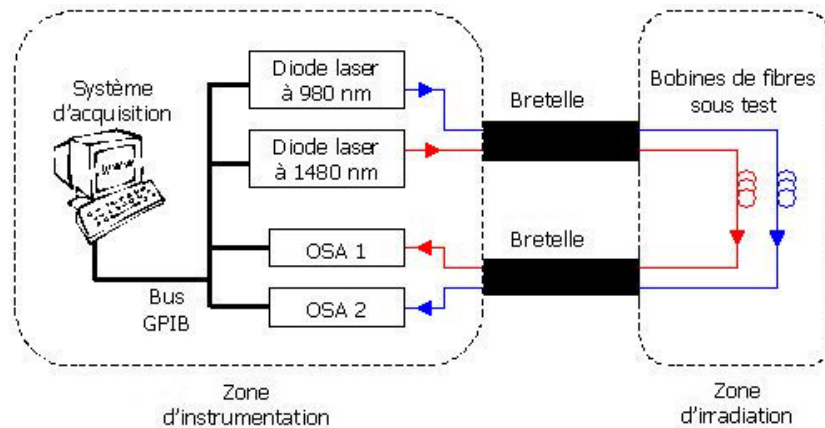 Système
d'acquisition
Diode laser
à 980 nm
Diode laser
à 1480 nm
OSA 1
OSA 2
Bus
GPIB
Bretelle
Bretelle
Bobines de fibres
sous test
Zone
d'instrumentation
Zone
d'irradiation